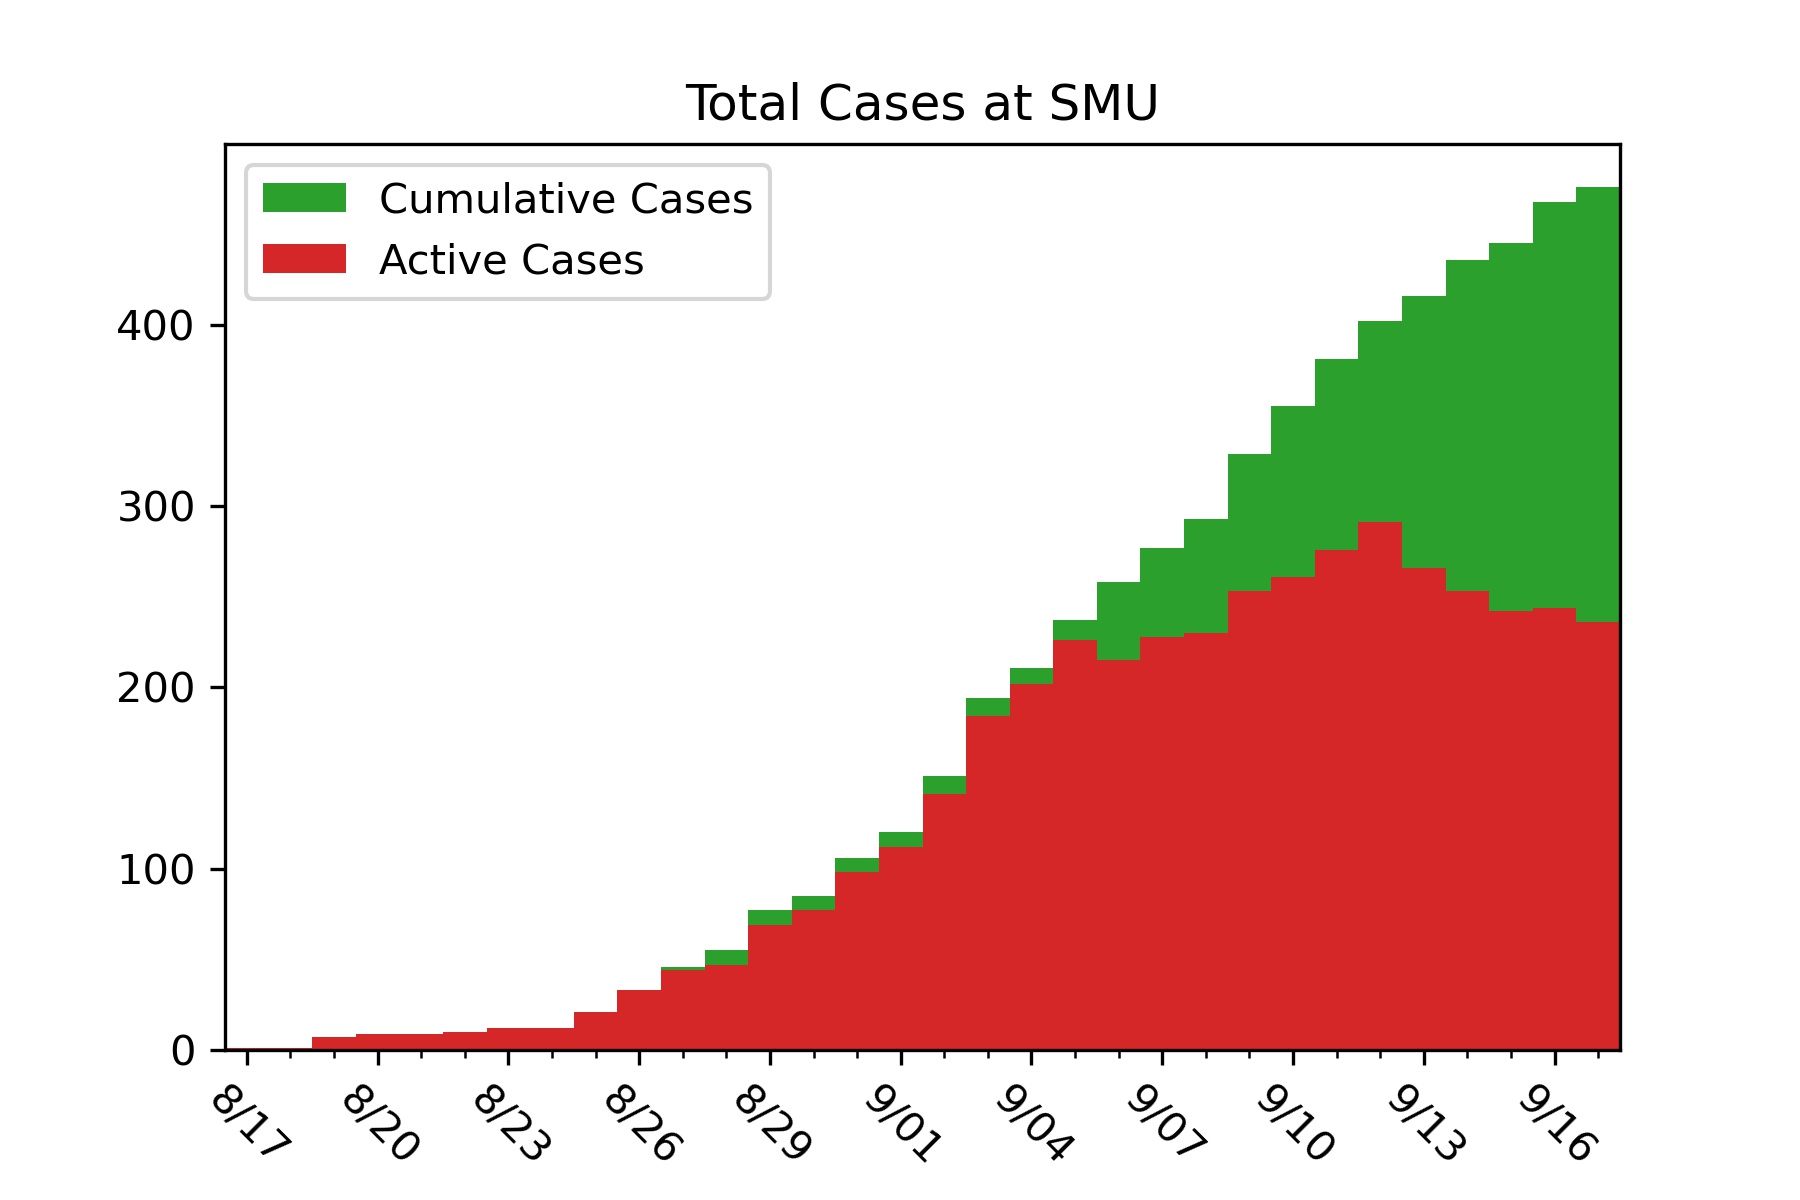 Total Cases at SMU
Cumulative Cases
Active Cases
400
300
200
100
0
8/17 8/20 8/23 8/26 8/29 9/01 9/04 9/07 9/10 9/13 9/16